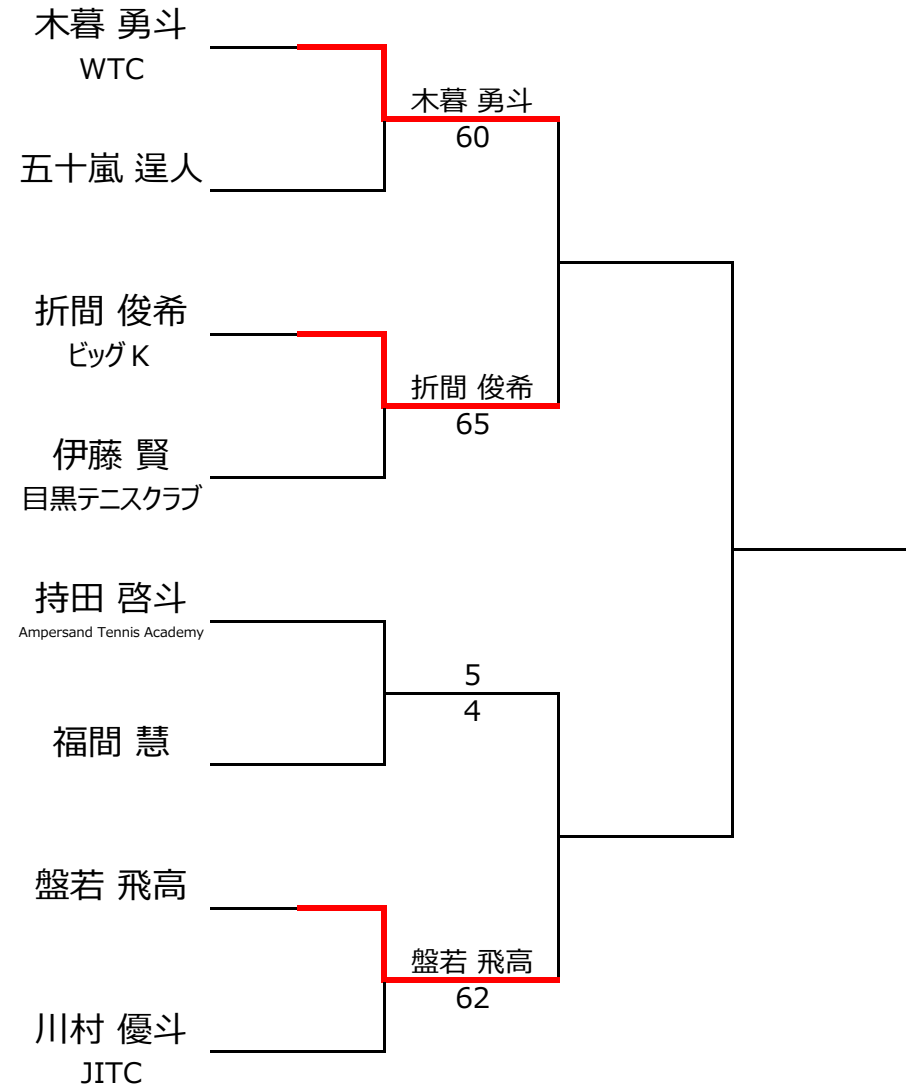 木暮 勇斗
WTC
木暮 勇斗
60
五十嵐 逞人
折間 俊希
ビッグK
折間 俊希
65
伊藤 賢
目黒テニスクラブ
持田 啓斗
Ampersand Tennis Academy
5
4
福間 慧
盤若 飛高
盤若 飛高
62
川村 優斗
JITC